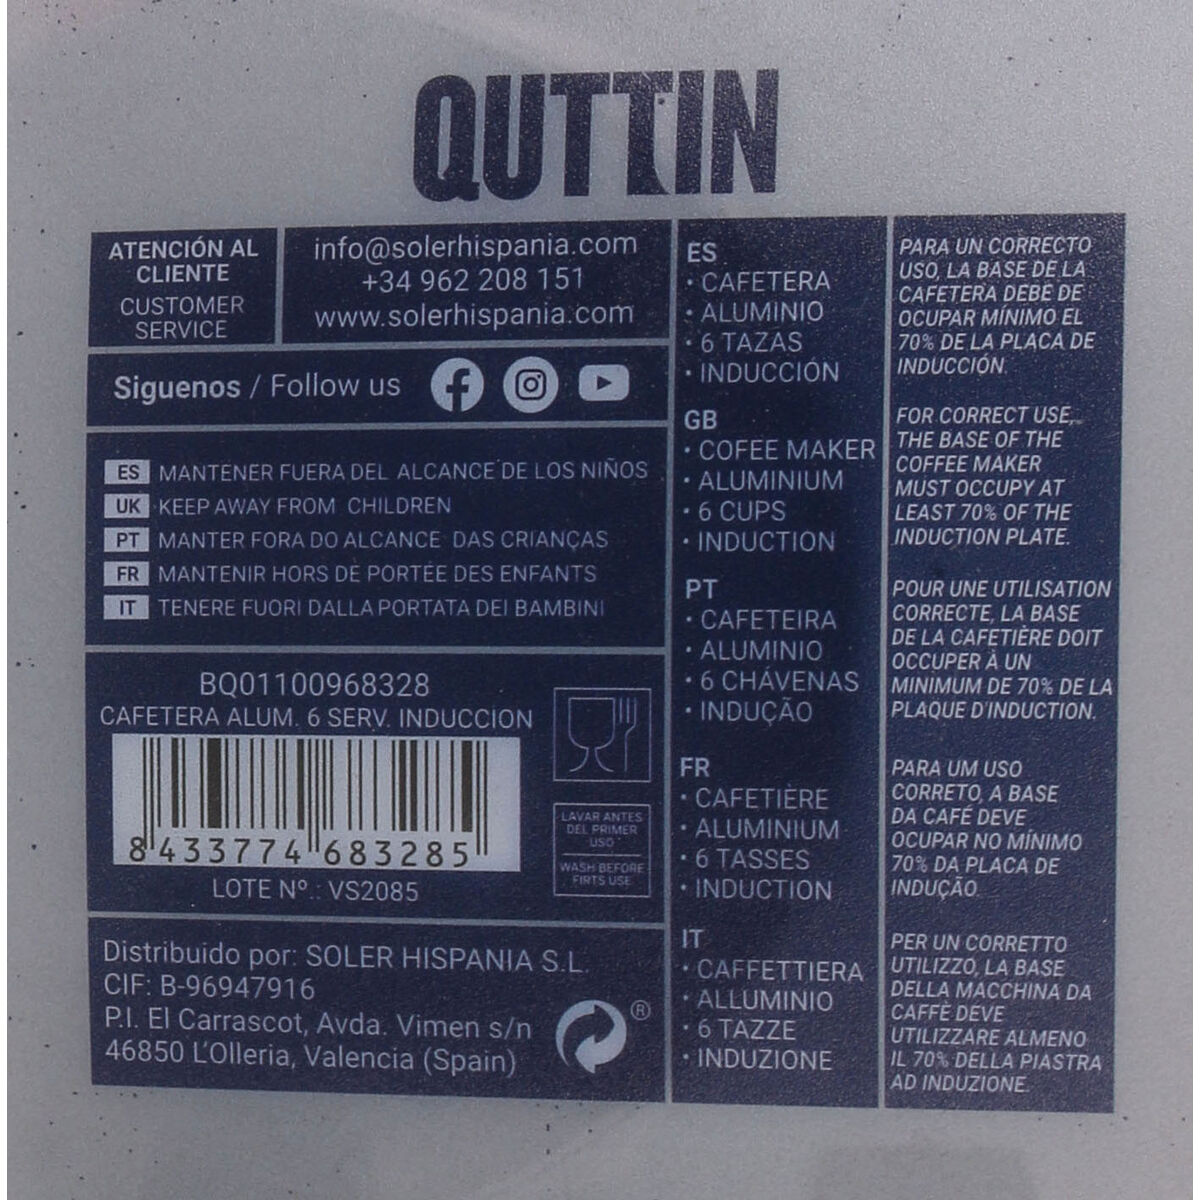 QUTTIN
ATENCIÓN AL
CLIENTE
CUSTOMER
SERVICE
info@solerhispania.com
+34 962 208 151
www.solerhispania.com
Siguenos / Follow us
ES MANTENER FUERA DEL ALCANCE DE LOS NIÑOS
UK KEEP AWAY FROM CHILDREN
PT MANTER FORA DO ALCANCE DAS CRIANÇAS
FR MANTENIR HORS DE PORTÉE DES ENFANTS
IT TENERE FUORI DALLA PORTATA DEI BAMBINI
BQ01100968328
CAFETERA ALUM. 6 SERV. INDUCCION
8 433774 683285
LOTE Nº.: VS2085
LAVAR ANTES
DEL PRIMER
USO
WASH BEFORE
FIRTS USE
Distribuido por: SOLER HISPANIA S.L.
CIF: B-96947916
P.I. El Carrascot, Avda. Vimen s/n
46850 L'Olleria, Valencia (Spain)
®
ES
· CAFETERA
· ALUMINIO
· 6 TAZAS
· INDUCCIÓN
GB
· COFEE MAKER
· ALUMINIUM
· 6 CUPS
· INDUCTION
PT
· CAFETEIRA
· ALUMINIO
· 6 CHÁVENAS
· INDUÇÃO
FR
· CAFETIÈRE
· ALUMINIUM
· 6 TASSES
· INDUCTION
IT
· CAFFETTIERA
· ALLUMINIO
· 6 TAZZE
· INDUZIONE
PARA UN CORRECTO
USO, LA BASE DE LA
CAFETERA DEBE DE
OCUPAR MÍNIMO EL
70% DE LA PLACA DE
INDUCCIÓN.
FOR CORRECT USE,
THE BASE OF THE
COFFEE MAKER
MUST OCCUPY AT
LEAST 70% OF THE
INDUCTION PLATE.
POUR UNE UTILISATION
CORRECTE, LA BASE
DE LA CAFETIÈRE DOIT
OCCUPER À UN
MINIMUM DE 70% DE LA
PLAQUE D'INDUCTION.
PARA UM USO
CORRETO, A BASE
DA CAFÉ DEVE
OCUPAR NO MÍNIMO
70% DA PLACA DE
INDUÇÃO.
PER UN CORRETTO
UTILIZZO, LA BASE
DELLA MACCHINA DA
CAFFÈ DEVE
UTILIZZARE ALMENO
IL 70% DELLA PIASTRA
AD INDUZIONE.